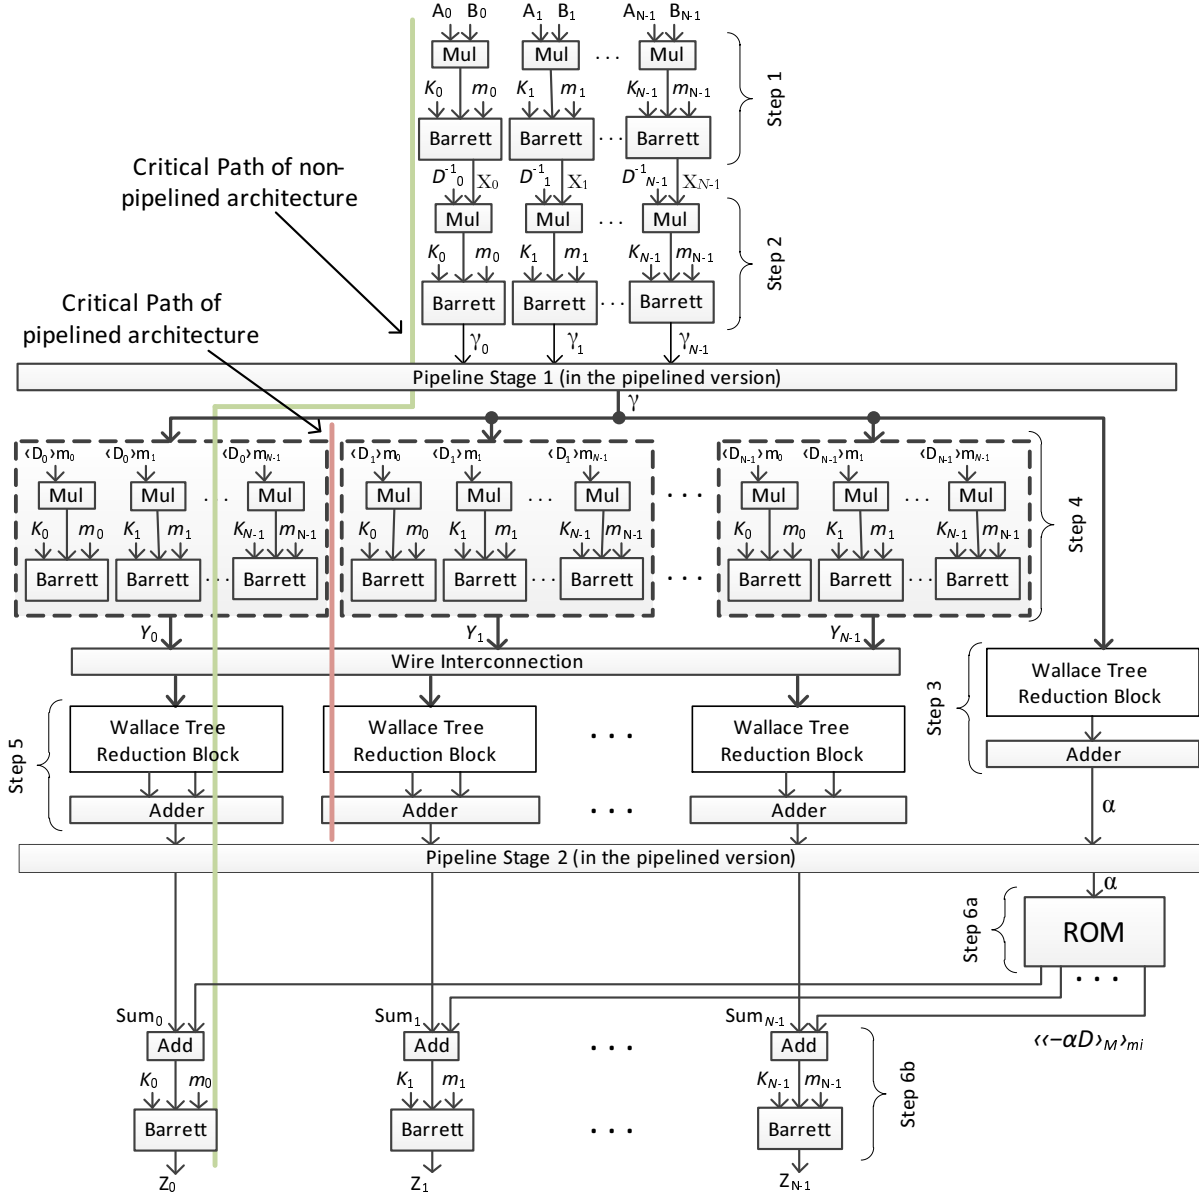 A0 B0 A1 B1 AN-1 BN-1
Mul Mul . . . Mul
K0 m0 K1 m1 KN-1 mN-1
Barrett Barrett . . . Barrett
Step 1
Critical Path of non-
pipelined architecture
D-10 X0 D-11 X1 D-1N-1 XN-1
Mul Mul . . . Mul
K0 m0 K1 m1 KN-1 mN-1
Barrett Barrett . . . Barrett
Step 2
Critical Path of
pipelined architecture
γ0 γ1 γN-1
Pipeline Stage 1 (in the pipelined version)
γ
‹D0›m0 ‹D0›m1 ‹D0›mN-1 ‹D1›m0 ‹D1›m1 ‹D1›mN-1 ‹DN-1›m0 ‹DN-1›m1 ‹DN-1›mN-1
Mul Mul . . . Mul Mul Mul . . . Mul . . . Mul Mul . . . Mul
K0 m0 K1 m1 KN-1 mN-1 K0 m0 K1 m1 KN-1 mN-1 K0 m0 K1 m1 KN-1 mN-1
Barrett Barrett . . . Barrett Barrett Barrett . . . Barrett . . . Barrett Barrett . . . Barrett
Step 4
Y0 Y1 YN-1
Wire Interconnection
Step 3
Wallace Tree
Reduction Block
Adder
α
Step 5
Wallace Tree Wallace Tree Wallace Tree
Reduction Block Reduction Block . . . Reduction Block
Adder Adder . . . Adder
Pipeline Stage 2 (in the pipelined version)
α
Step 6a
ROM
. . .
Sum0 Sum1 SumN-1
‹‹−αD›M›mi
Add Add . . . Add
K0 m0 K1 m1 KN-1 mN-1
Barrett Barrett . . . Barrett
Step 6b
Z0 Z1 ZN-1